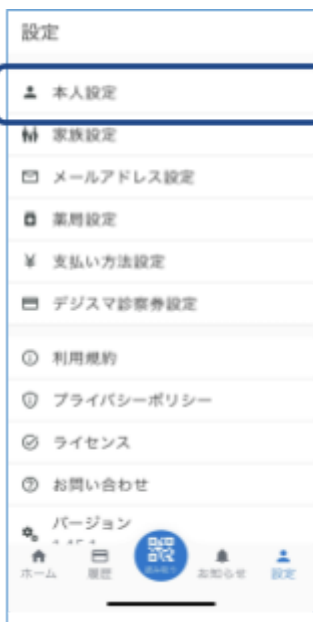 設定
本人設定
家族設定
メールアドレス設定
薬局設定
支払い方法設定
デジスマ診察券設定
利用規約
プライバシーポリシー
ライセンス
お問い合わせ
バージョン
ホーム
履歴
お知らせ
設定